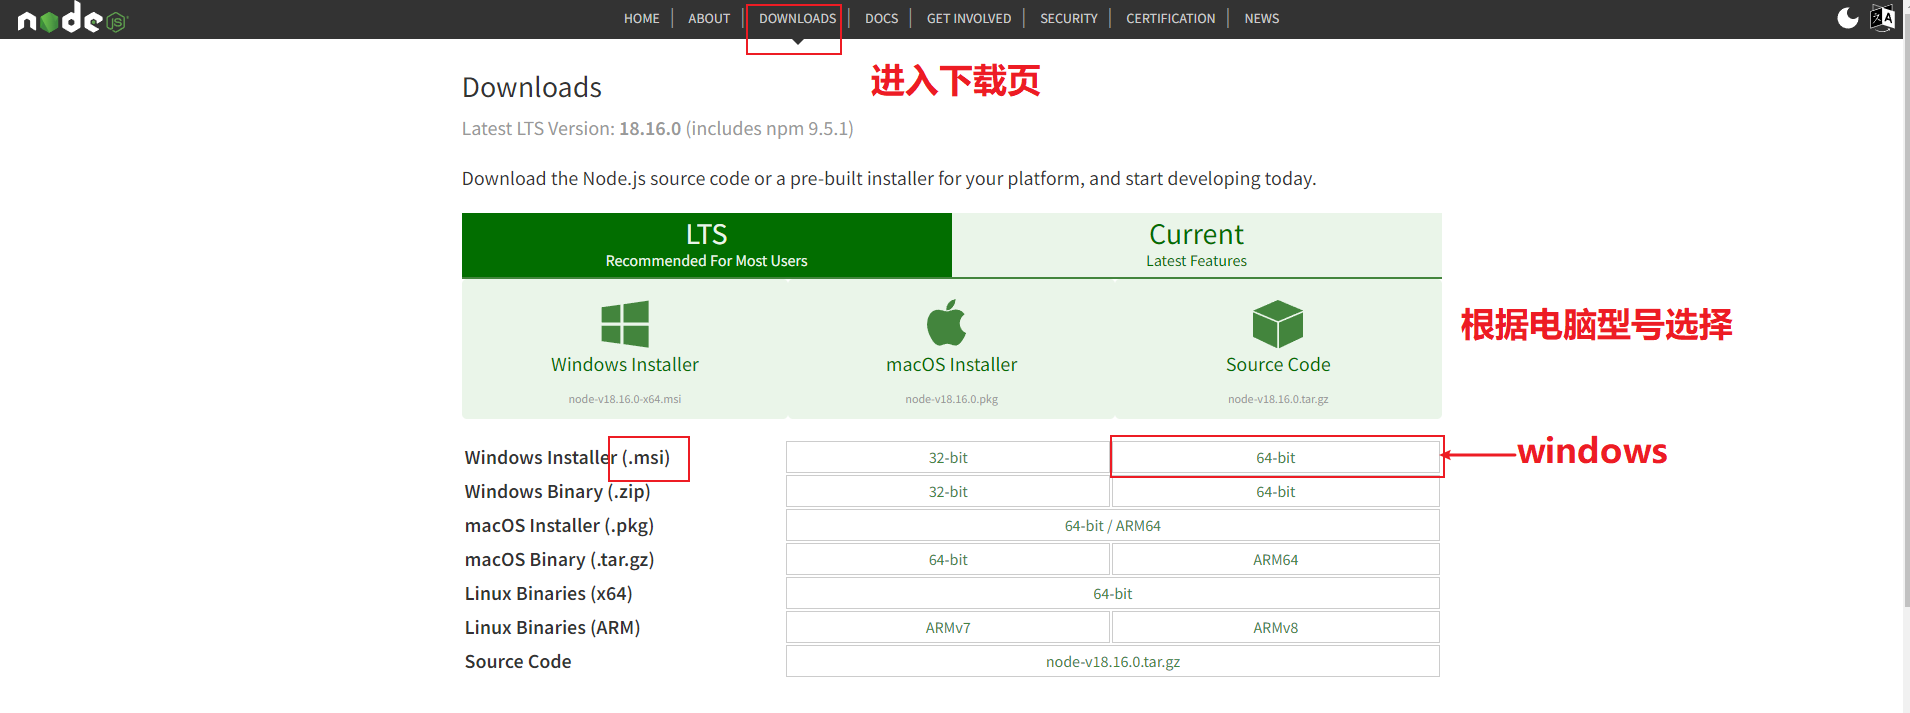 node JS
HOME | ABOUT | DOWNLOADS | DOCS | GET INVOLVED | SECURITY | CERTIFICATION | NEWS
进入下载页
Downloads
Latest LTS Version: 18.16.0 (includes npm 9.5.1)
Download the Node.js source code or a pre-built installer for your platform, and start developing today.
LTS
Recommended For Most Users
Current
Latest Features
根据电脑型号选择
Windows Installer
node-v18.16.0-x64.msi
macOS Installer
node-v18.16.0.pkg
Source Code
node-v18.16.0.tar.gz
Windows Installer (.msi) 32-bit 64-bit windows
Windows Binary (.zip) 32-bit 64-bit
macOS Installer (.pkg) 64-bit / ARM64
macOS Binary (.tar.gz) 64-bit ARM64
Linux Binaries (x64) 64-bit
Linux Binaries (ARM) ARMv7 ARMv8
Source Code node-v18.16.0.tar.gz